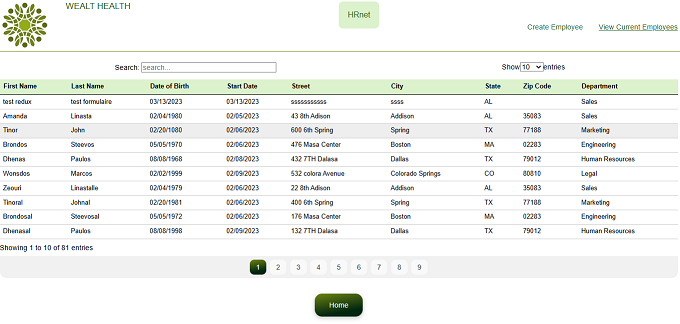 WEALT HEALTH
HRnet
Create Employee View Current Employees
Search: search... Show 10 entries
First Name Last Name Date of Birth Start Date Street City State Zip Code Department
test redux test formulaire 03/13/2023 03/13/2023 sssssssssss ssss AL Sales
Amanda Linasta 02/04/1980 02/05/2023 43 8th Adison Addison AL 35083 Sales
Tinor John 02/20/1080 02/06/2023 600 6th Spring Spring TX 77188 Marketing
Brondos Steevos 05/05/1970 02/06/2023 476 Masa Center Boston MA 02283 Engineering
Dhenas Paulos 08/08/1968 02/08/2023 432 7TH Dalasa Dallas TX 79012 Human Resources
Wonsdos Marcos 02/02/1999 02/09/2023 532 colora Avenue Colorado Springs CO 80810 Legal
Zeouri Linastalle 02/04/1979 02/05/2023 22 8th Adison Addison AL 35083 Sales
Tinoral Johnal 02/20/1981 02/06/2023 400 6th Spring Spring TX 77188 Marketing
Brondosal Steevosal 05/05/1972 02/06/2023 176 Masa Center Boston MA 02283 Engineering
Dhenasal Paulos 08/08/1998 02/09/2023 132 7TH Dalasa Dallas TX 79012 Human Resources
Showing 1 to 10 of 81 entries
1 2 3 4 5 6 7 8 9
Home